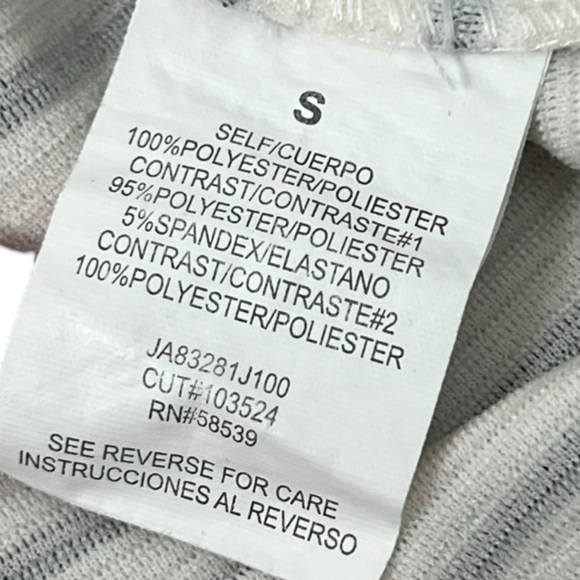 S
SELF/CUERPO
100%POLYESTER/POLIESTER
CONTRAST/CONTRASTE#1
95%POLYESTER/POLIESTER
5%SPANDEX/ELASTANO
CONTRAST/CONTRASTE#2
100%POLYESTER/POLIESTER
JA83281J100
CUT#103524
RN#58539
SEE REVERSE FOR CARE
INSTRUCCIONES AL REVERSO